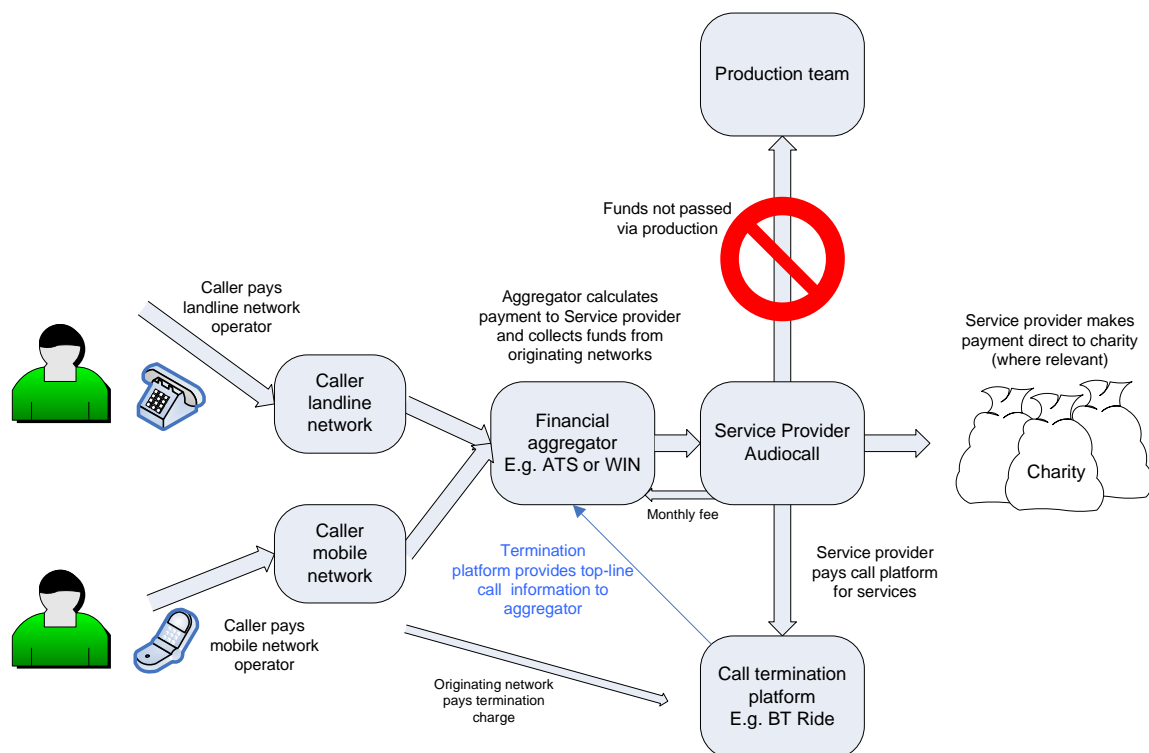 Production team
Funds not passed
via production
Caller pays
landline network
operator
Aggregator calculates
payment to Service provider
and collects funds from
originating networks
Service provider makes
payment direct to charity
(where relevant)
Caller
landline
network
Financial
aggregator
E.g. ATS or WIN
Service Provider
Audiocall
Charity
Monthly fee
Caller
mobile
network
Termination
platform provides top-line
call information to
aggregator
Service provider
pays call platform
for services
Caller pays
mobile network
operator
Originating network
pays termination
charge
Call termination
platform
E.g. BT Ride